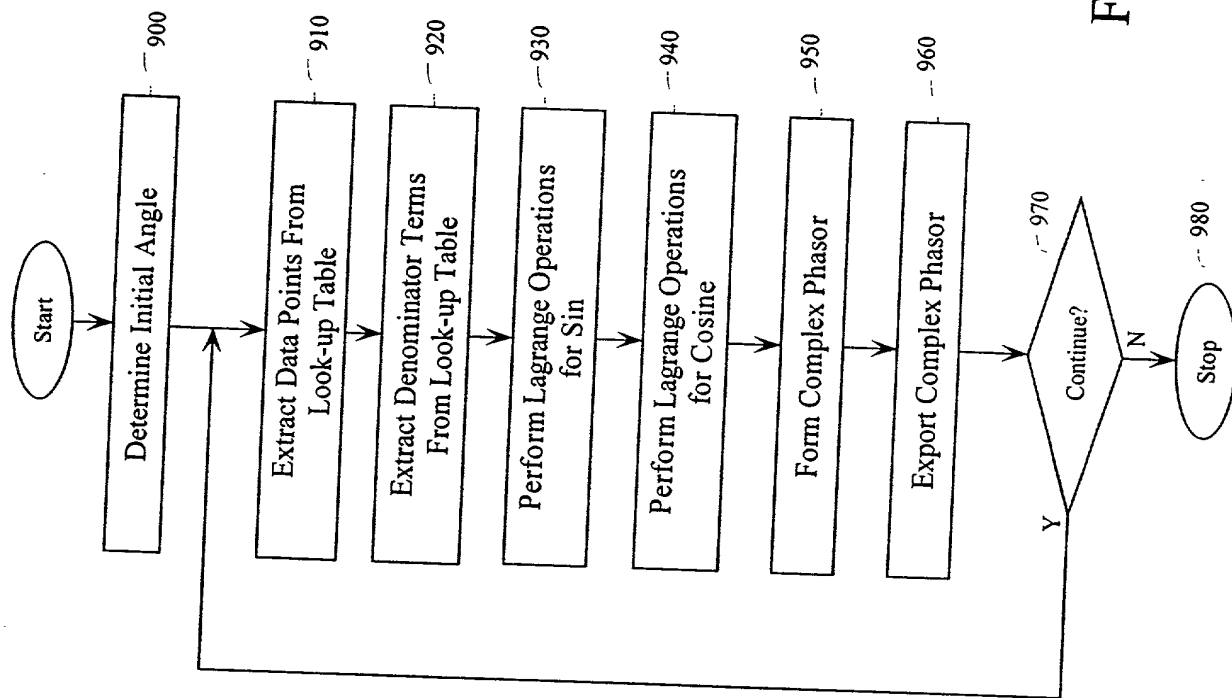 Start
Determine Initial Angle
900
Extract Data Points From
Look-up Table
910
Extract Denominator Terms
From Look-up Table
920
Perform Lagrange Operations
for Sin
930
Perform Lagrange Operations
for Cosine
940
Form Complex Phasor
950
Export Complex Phasor
960
Continue?
970
Y
N
Stop
980
F